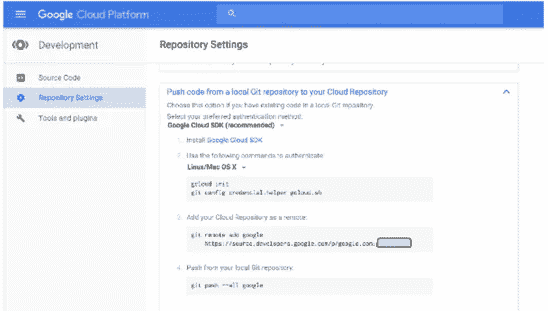 Google Cloud Platform
Development
Repository Settings
Source Code
Repository Settings
Tools and plugins
Push code from a local Git repository to your Cloud Repository
Choose this option if you have existing code in a local Git repository.
Select your preferred authentication method:
Google Cloud SDK (recommended)
1. Install Google Cloud SDK
2. Use the following commands to authenticate:
Linux/Mac OS X
gcloud init
git config credential.helper gcloud.sh
3. Add your Cloud Repository as a remote:
git remote add google
https://source.developers.google.com/p/google.com
4. Push from your local Git repository:
git push --all google